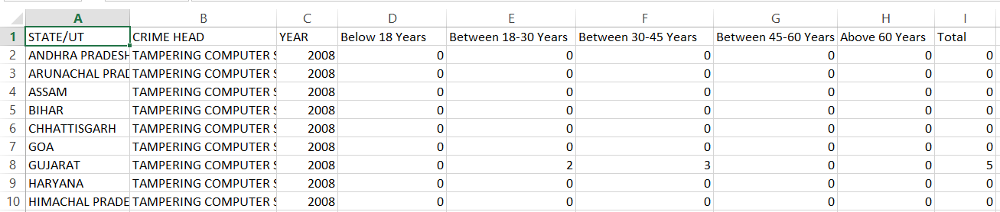 A B C D E F G H I
1 STATE/UT CRIME HEAD YEAR Below 18 Years Between 18-30 Years Between 30-45 Years Between 45-60 Years Above 60 Years Total
2 ANDHRA PRADESH TAMPERING COMPUTER S 2008 0 0 0 0 0 0
3 ARUNACHAL PRAD TAMPERING COMPUTER S 2008 0 0 0 0 0 0
4 ASSAM TAMPERING COMPUTER S 2008 0 0 0 0 0 0
5 BIHAR TAMPERING COMPUTER S 2008 0 0 0 0 0 0
6 CHHATTISGARH TAMPERING COMPUTER S 2008 0 0 0 0 0 0
7 GOA TAMPERING COMPUTER S 2008 0 0 0 0 0 0
8 GUJARAT TAMPERING COMPUTER S 2008 0 2 3 0 0 5
9 HARYANA TAMPERING COMPUTER S 2008 0 0 0 0 0 0
10 HIMACHAL PRADE TAMPERING COMPUTER S 2008 0 0 0 0 0 0